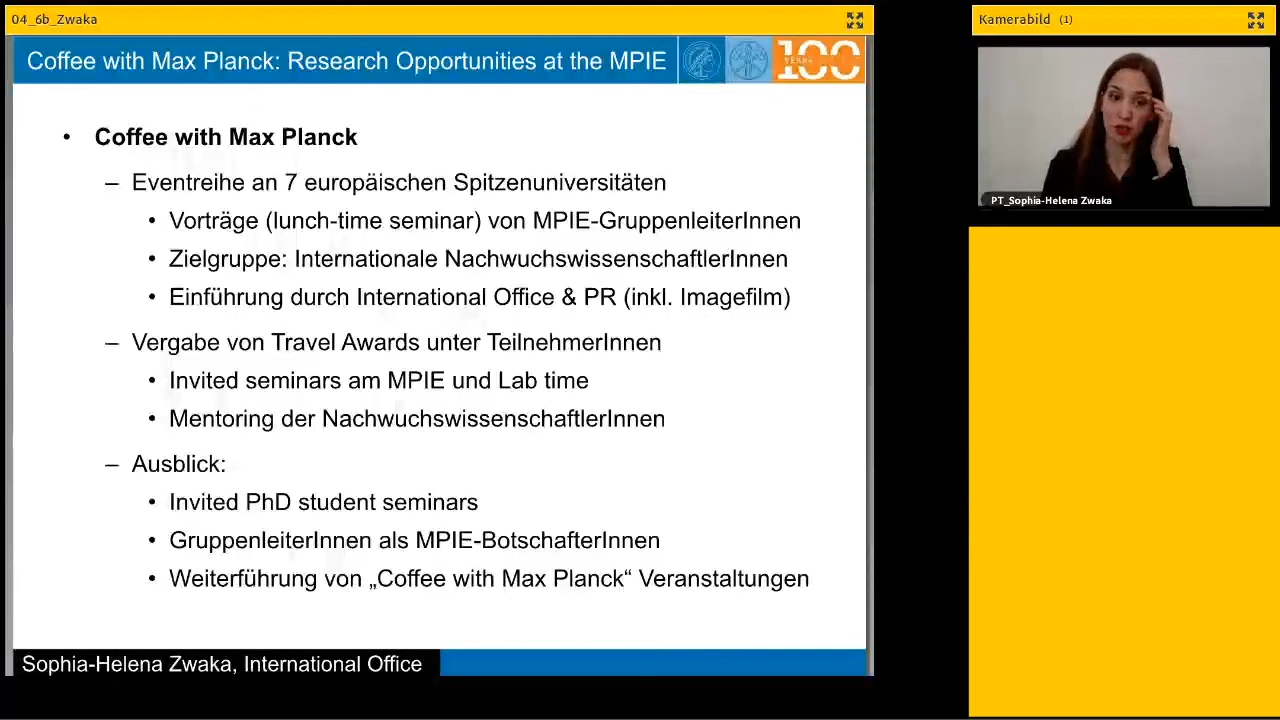 04_6b_Zwaka
Kamerabild (1)
Coffee with Max Planck: Research Opportunities at the MPIE
100
YEARS
• Coffee with Max Planck
– Eventreihe an 7 europäischen Spitzenuniversitäten
• Vorträge (lunch-time seminar) von MPIE-GruppenleiterInnen
• Zielgruppe: Internationale NachwuchswissenschaftlerInnen
• Einführung durch International Office & PR (inkl. Imagefilm)
– Vergabe von Travel Awards unter TeilnehmerInnen
• Invited seminars am MPIE und Lab time
• Mentoring der NachwuchswissenschaftlerInnen
– Ausblick:
• Invited PhD student seminars
• GruppenleiterInnen als MPIE-BotschafterInnen
• Weiterführung von „Coffee with Max Planck“ Veranstaltungen
Sophia-Helena Zwaka, International Office
PT_Sophia-Helena Zwaka